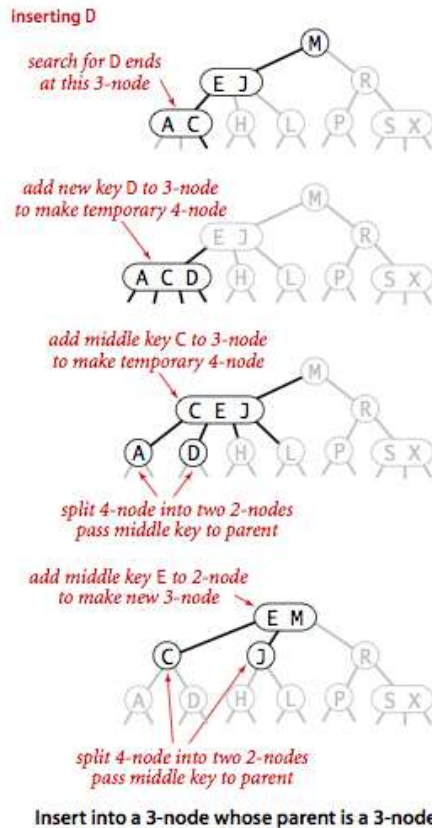 inserting D
M
search for D ends
at this 3-node
E J
R
A C
H
L
P
S X
add new key D to 3-node
to make temporary 4-node
M
E J
R
A C D
H
L
P
S X
add middle key C to 3-node
to make temporary 4-node
M
C E J
R
A
D
H
L
P
S X
split 4-node into two 2-nodes
pass middle key to parent
add middle key E to 2-node
to make new 3-node
E M
C
J
R
A
D
H
L
P
S X
split 4-node into two 2-nodes
pass middle key to parent
Insert into a 3-node whose parent is a 3-node